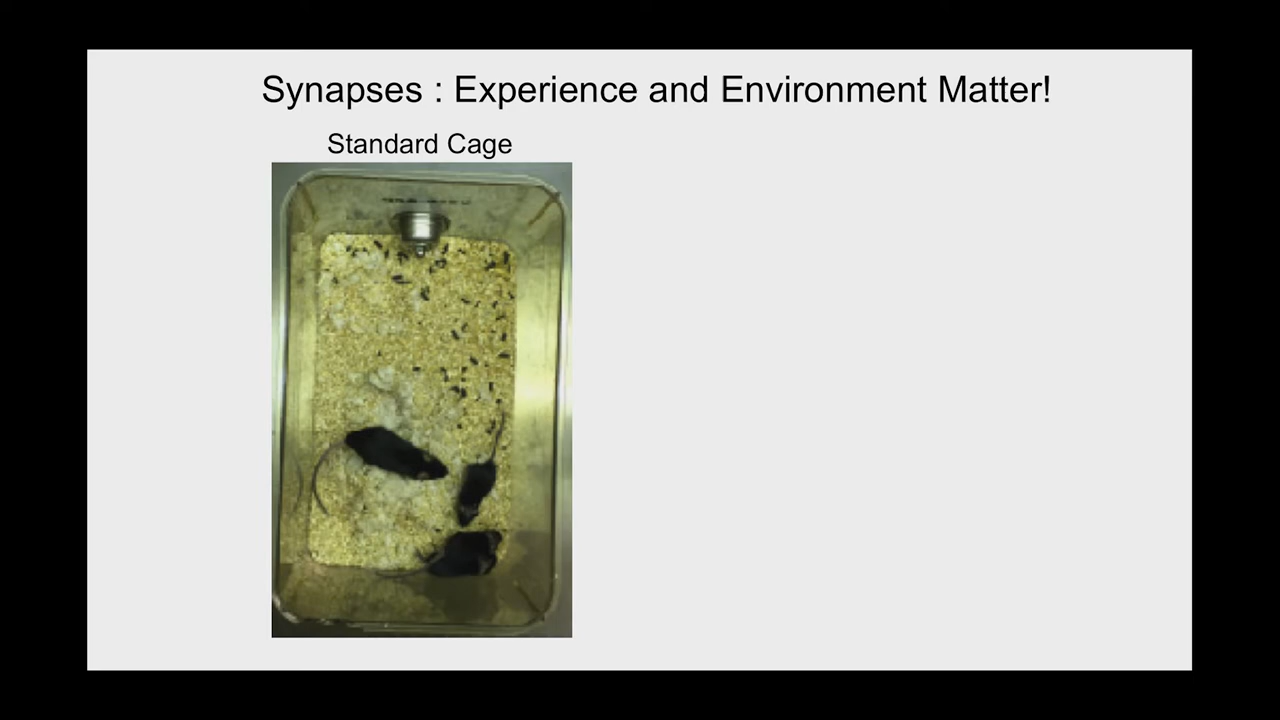 Synapses : Experience and Environment Matter!
Standard Cage